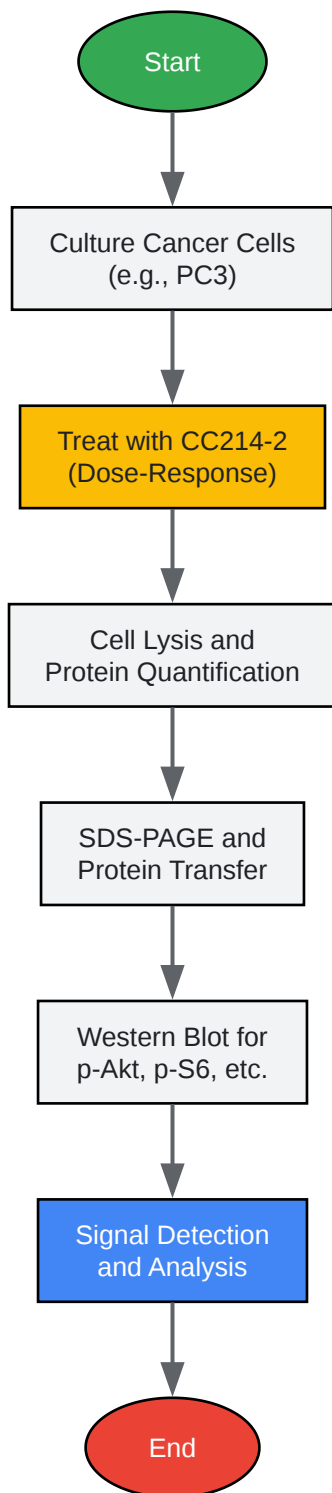 Start
Culture Cancer Cells
(e.g., PC3)
Treat with CC214-2
(Dose-Response)
Cell Lysis and
Protein Quantification
SDS-PAGE and
Protein Transfer
Western Blot for
p-Akt, p-S6, etc.
Signal Detection
and Analysis
End